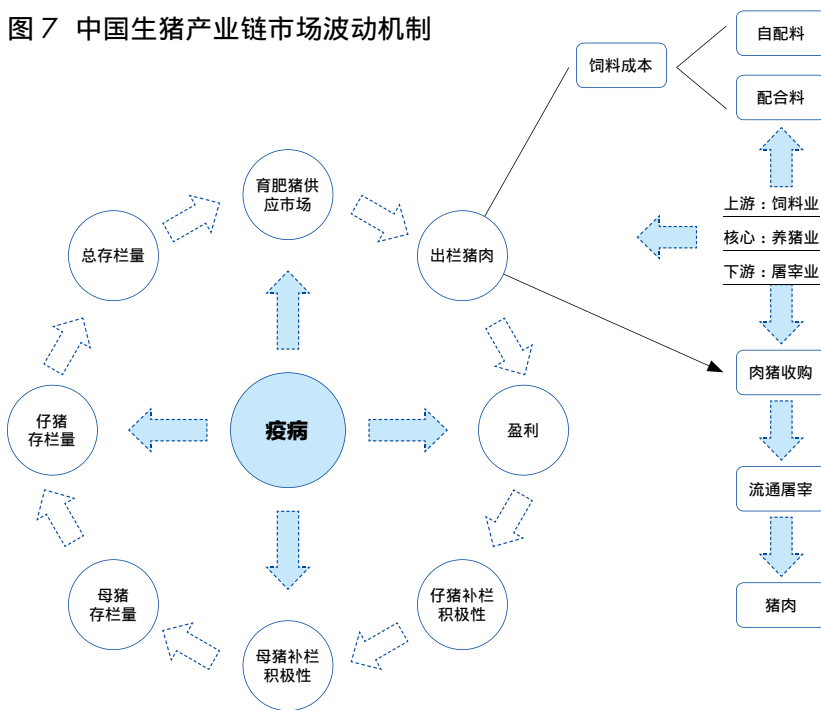 图 7 中国生猪产业链市场波动机制
自配料
饲料成本
配合料
育肥猪供
应市场
上游：饲料业
核心：养猪业
下游：屠宰业
总存栏量
出栏猪肉
肉猪收购
仔猪
存栏量
疫病
盈利
流通屠宰
母猪
存栏量
仔猪补栏
积极性
猪肉
母猪补栏
积极性